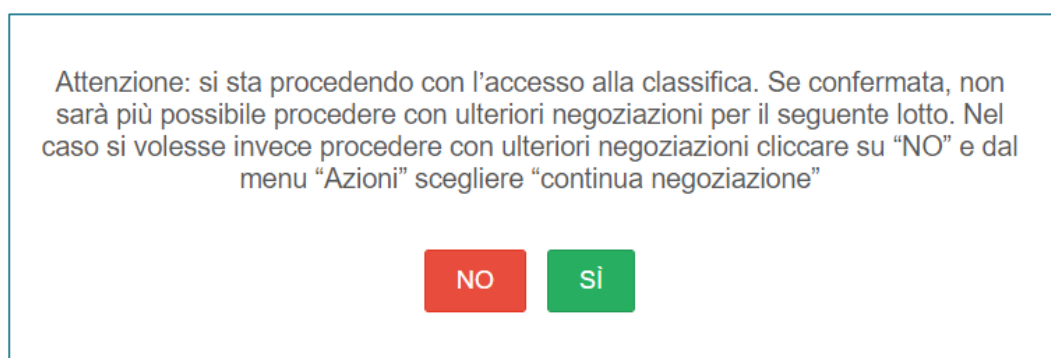 Attenzione: si sta procedendo con l’accesso alla classifica. Se confermata, non
sarà più possibile procedere con ulteriori negoziazioni per il seguente lotto. Nel
caso si volesse invece procedere con ulteriori negoziazioni cliccare su “NO” e dal
menu “Azioni” scegliere “continua negoziazione”
NO SÌ